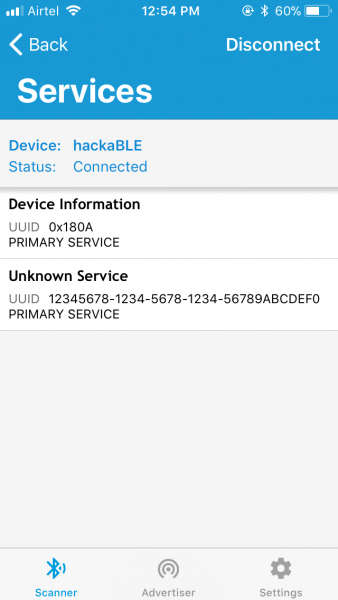 Airtel 12:54 PM 60%
Back Disconnect
Services
Device: hackaBLE
Status: Connected
Device Information
UUID 0x180A
PRIMARY SERVICE
Unknown Service
UUID 12345678-1234-5678-1234-56789ABCDEF0
PRIMARY SERVICE
Scanner Advertiser Settings